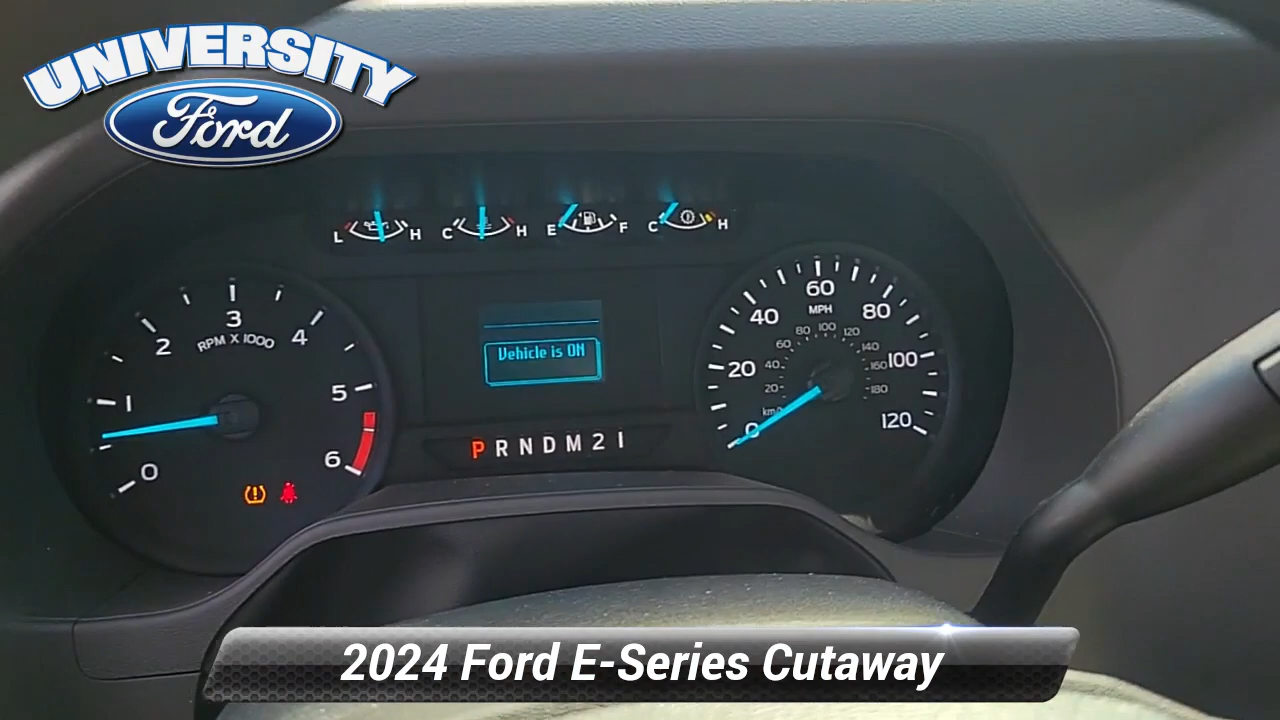 UNIVERSITY
Ford
L H C H E F C H
0 1 2 3 4 5 6
RPM X 1000
Vehicle is ON
P R N D M 2 1
0 20 40 60 80 100 120
MPH
20 40 60 80 100 120 140 160 180
2024 Ford E-Series Cutaway